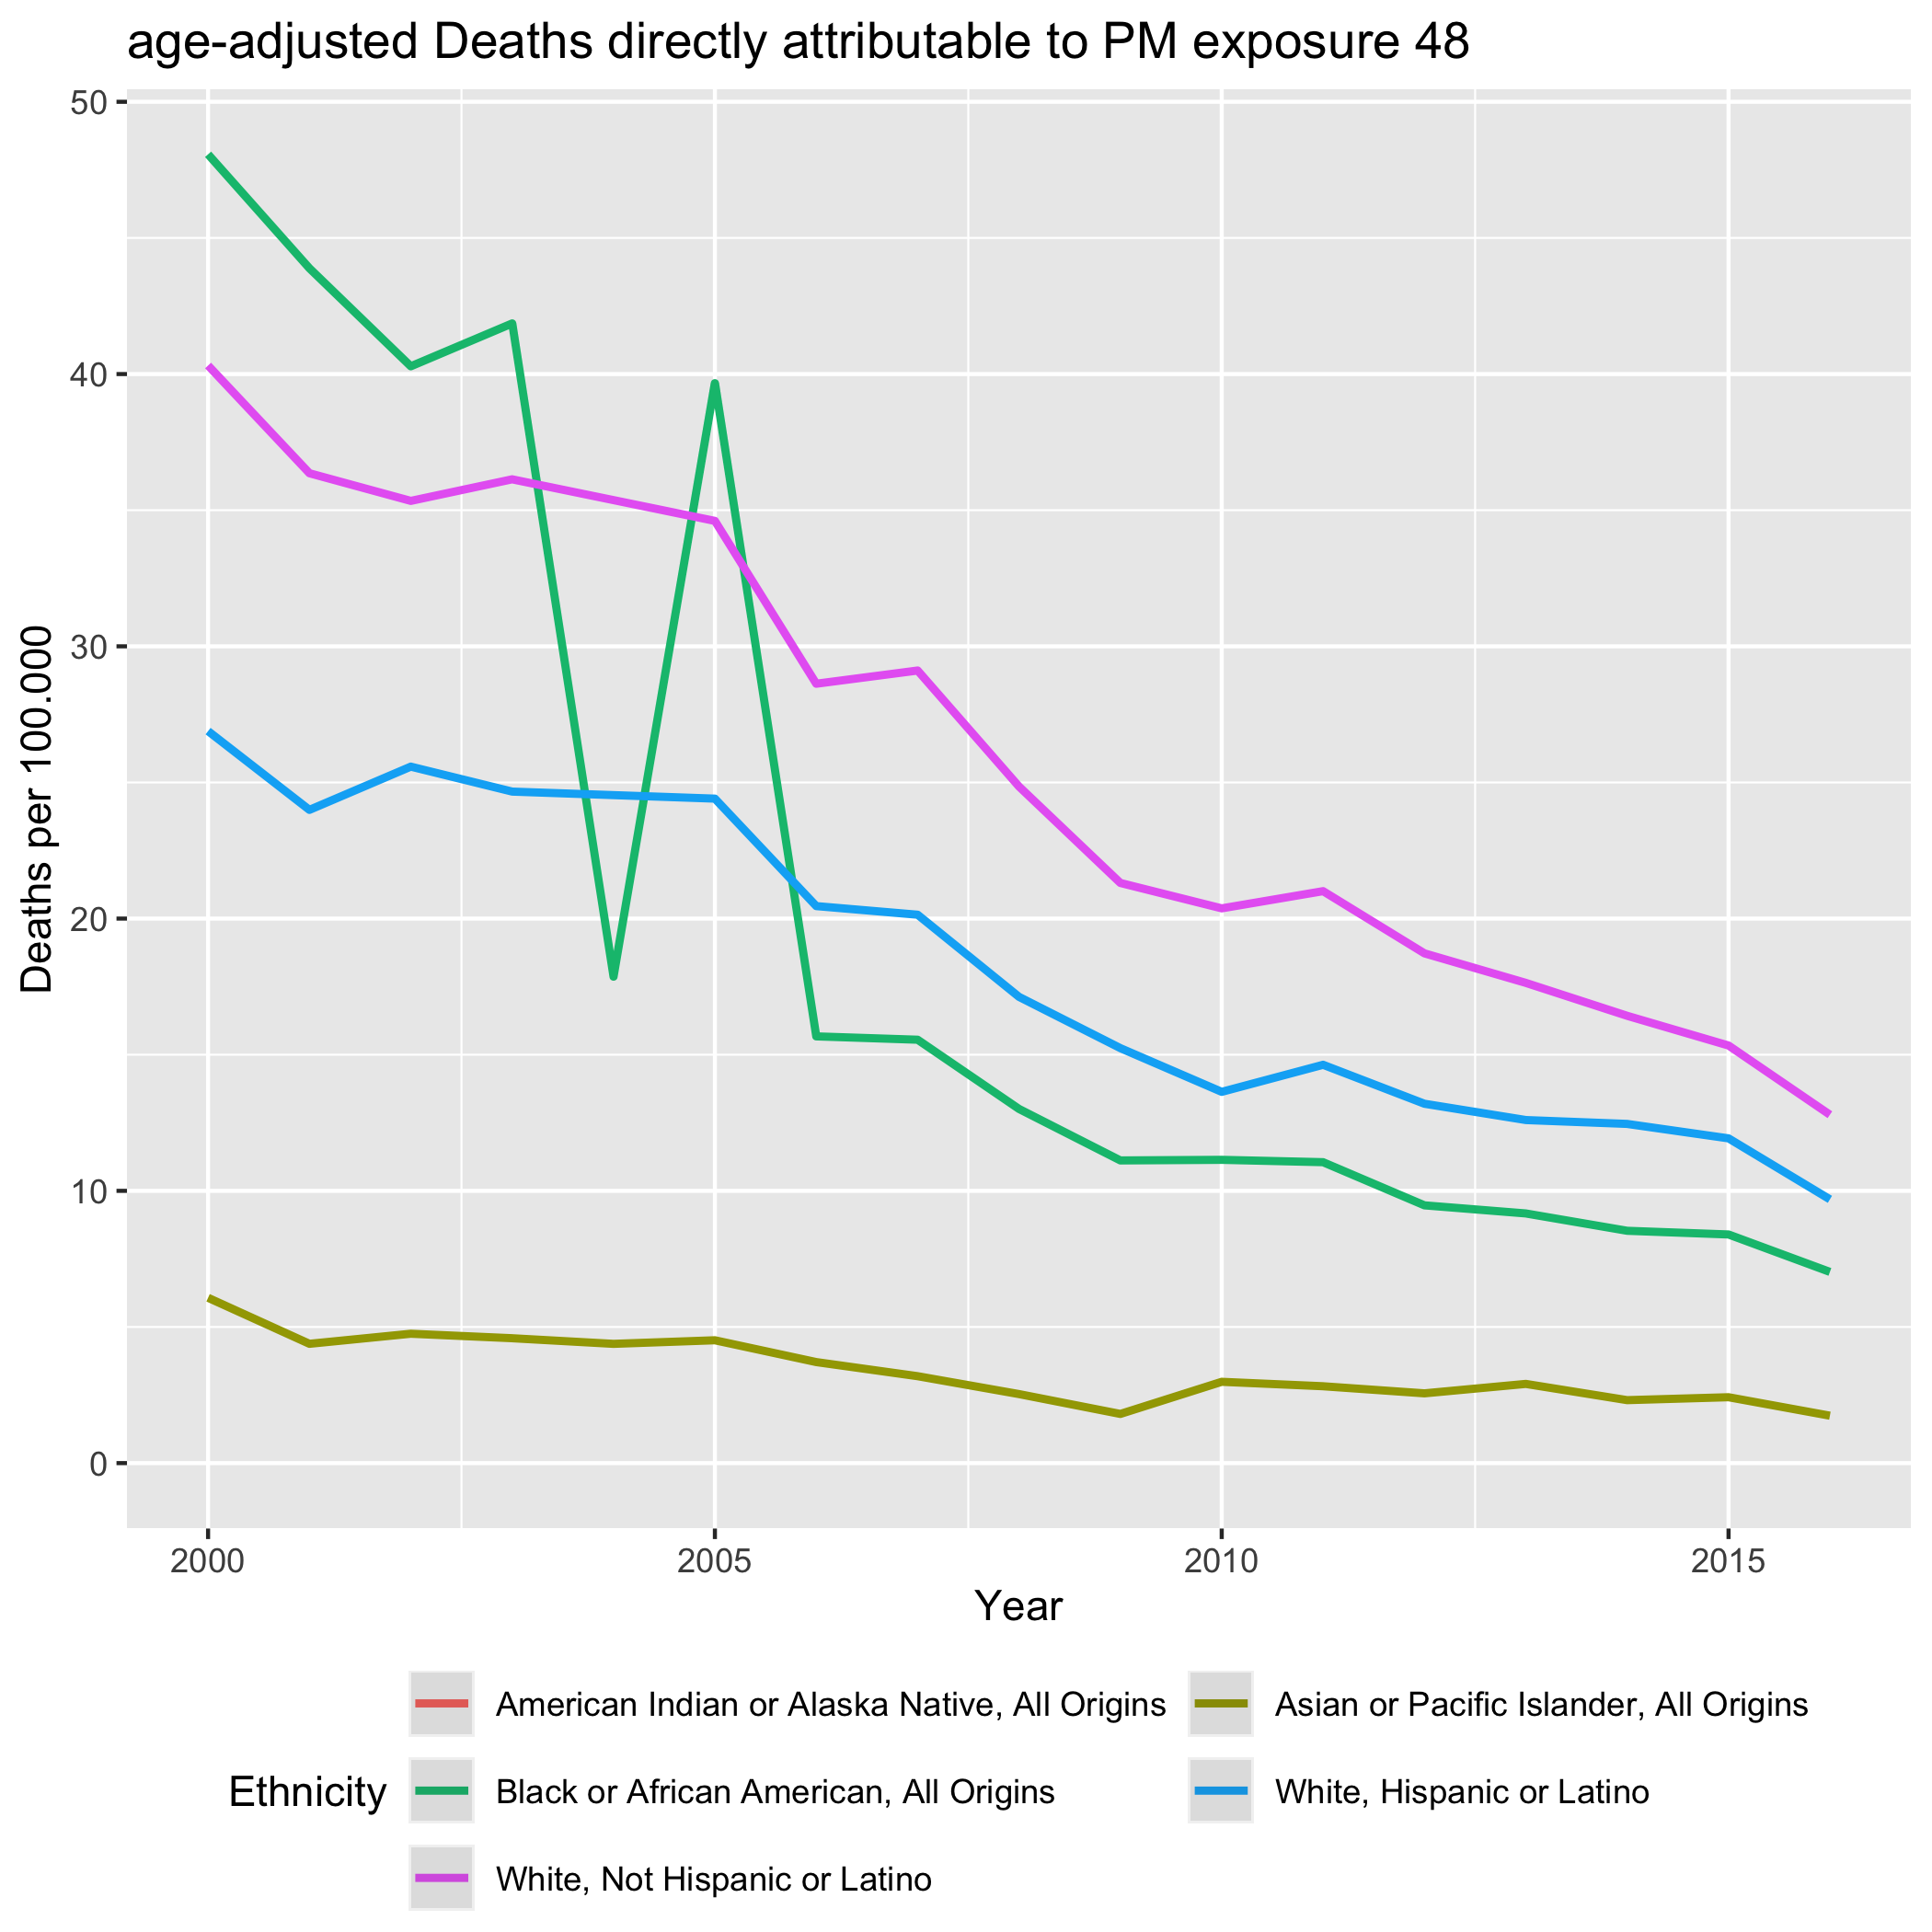 age-adjusted Deaths directly attributable to PM exposure 48
50
40
30
20
10
0
Deaths per 100.000
2000 2005 2010 2015
Year
Ethnicity
American Indian or Alaska Native, All Origins
Asian or Pacific Islander, All Origins
Black or African American, All Origins
White, Hispanic or Latino
White, Not Hispanic or Latino